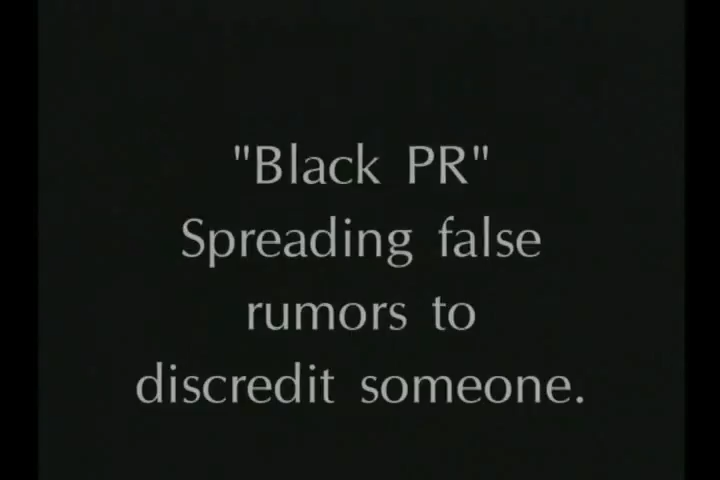 "Black PR"
Spreading false
rumors to
discredit someone.